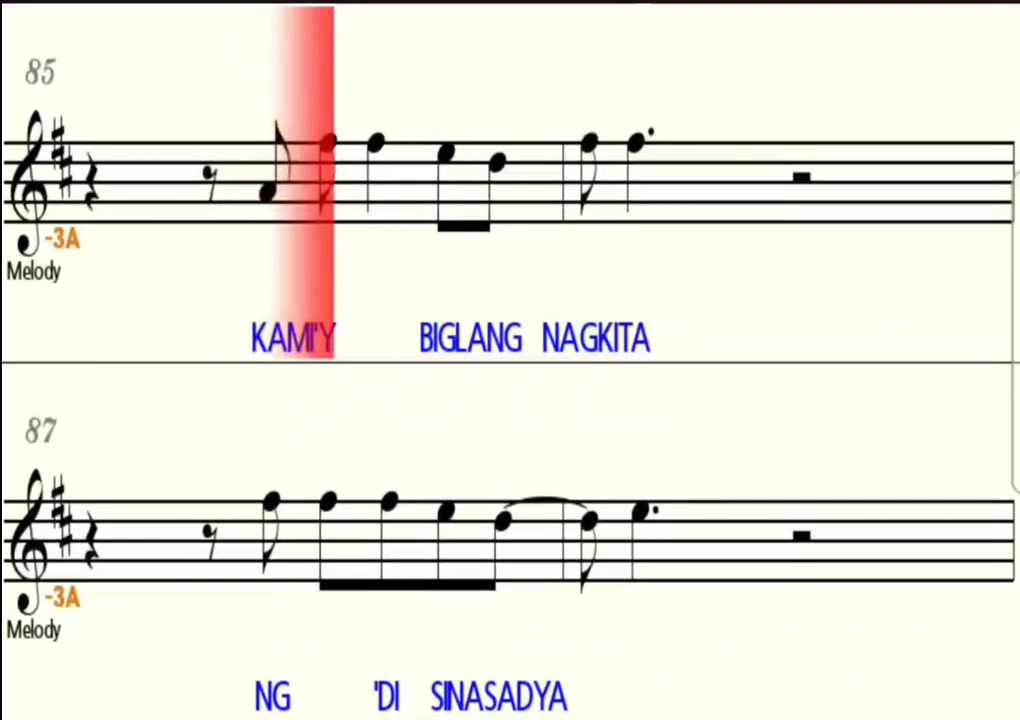 85
-3A
Melody
KAMI'Y BIGLANG NAGKITA
87
-3A
Melody
NG 'DI SINASADYA